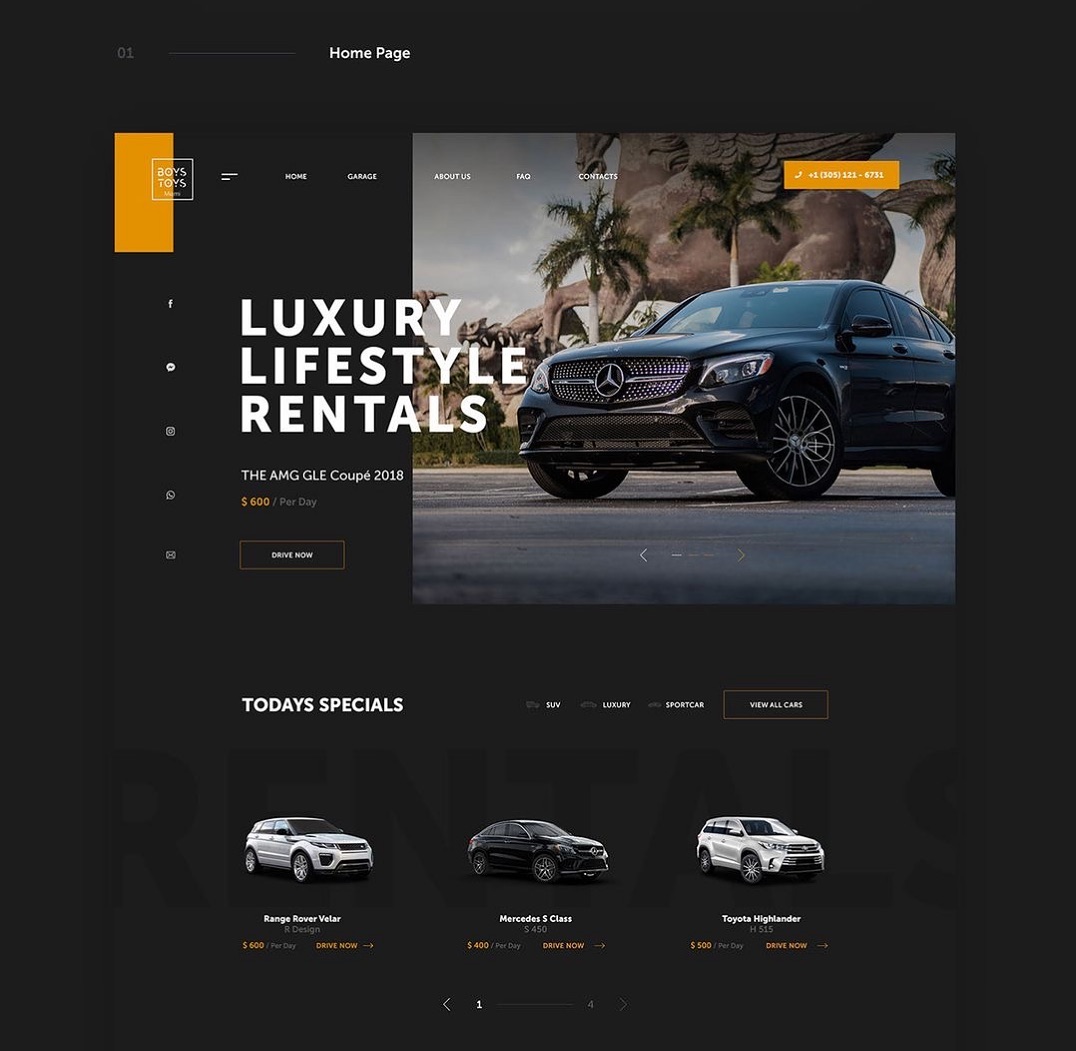 01
Home Page
BOYS
TOYS
Miami
HOME
GARAGE
ABOUT US
FAQ
CONTACTS
+1 (305) 121 - 6731
LUXURY
LIFESTYLE
RENTALS
THE AMG GLE Coupé 2018
$ 600 / Per Day
DRIVE NOW
TODAYS SPECIALS
SUV
LUXURY
SPORTCAR
VIEW ALL CARS
RENTALS
Range Rover Velar
R Design
$ 600 / Per Day
DRIVE NOW
Mercedes S Class
S 450
$ 400 / Per Day
DRIVE NOW
Toyota Highlander
H 515
$ 500 / Per Day
DRIVE NOW
1
4